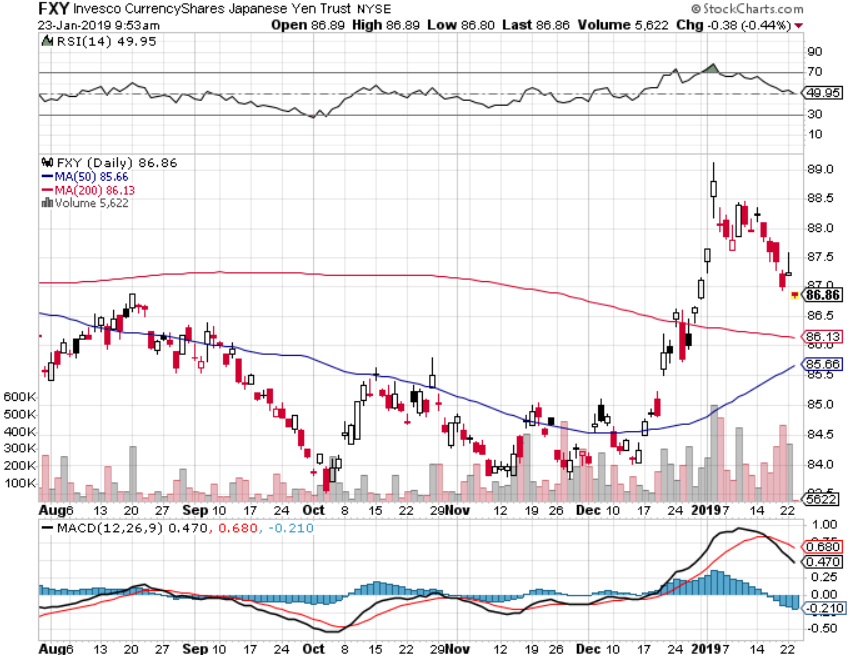 FXY Invesco CurrencyShares Japanese Yen Trust NYSE © StockCharts.com
23-Jan-2019 9:53am Open 86.89 High 86.89 Low 86.80 Last 86.86 Volume 5,622 Chg -0.38 (-0.44%)
RSI(14) 49.95
90
70
49.95
30
10
FXY (Daily) 86.86
MA(50) 85.66
MA(200) 86.13
Volume 5,622
89.0
88.5
88.0
87.5
87.0
86.86
86.5
86.13
86.0
85.66
85.5
85.0
84.5
84.0
83.5
5622
600K
500K
400K
300K
200K
100K
Aug 6 13 20 27 Sep 10 17 24 Oct 8 15 22 29 Nov 12 19 26 Dec 10 17 24 2019 7 14 22
MACD(12,26,9) 0.470, 0.680, -0.210
1.00
0.680
0.470
0.25
0.00
-0.210
-0.50
Aug 6 13 20 27 Sep 10 17 24 Oct 8 15 22 29 Nov 12 19 26 Dec 10 17 24 2019 7 14 22